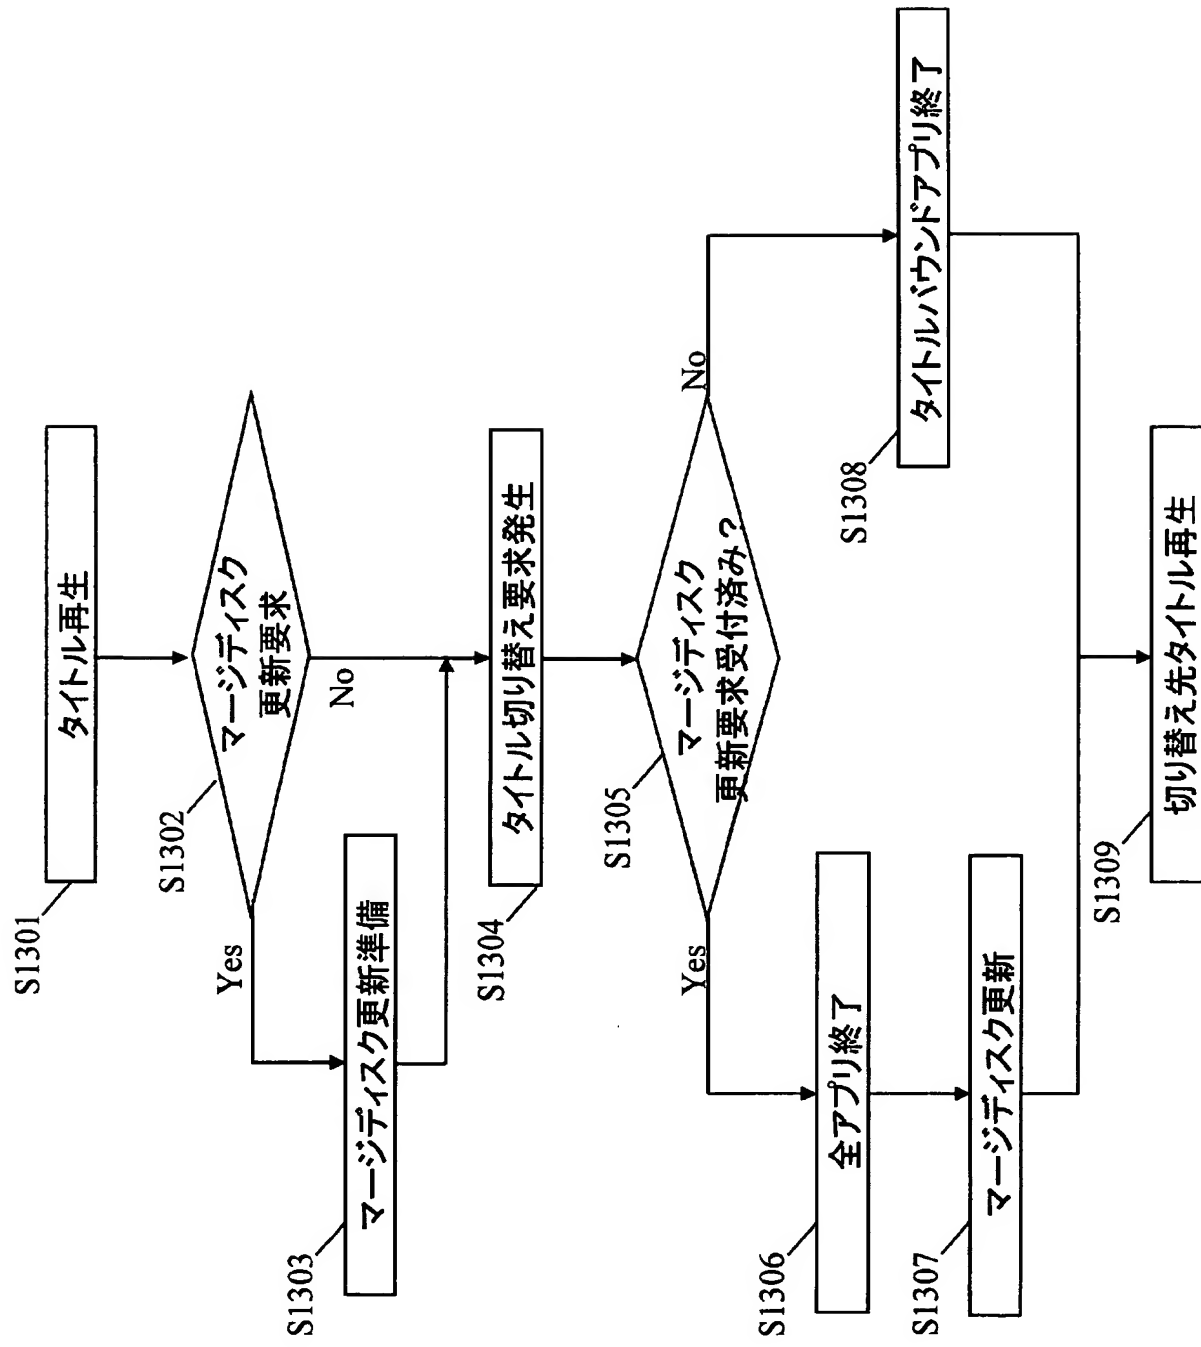 S1301
タイトル再生
S1302
マージディスク
更新要求
Yes
No
S1303
マージディスク更新準備
S1304
タイトル切り替え要求発生
S1305
マージディスク
更新要求受付済み？
Yes
No
S1306
全アプリ終了
S1307
マージディスク更新
S1308
タイトルバウンドアプリ終了
S1309
切り替え先タイトル再生